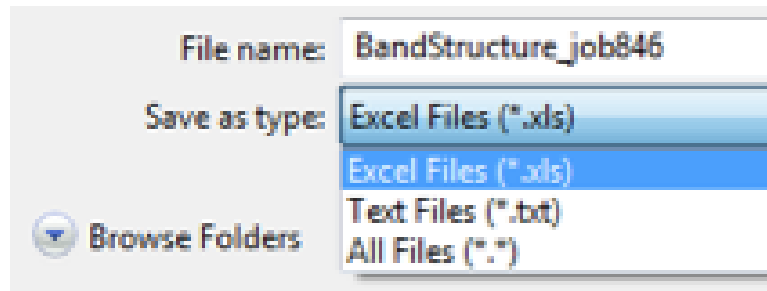 File name: BandStructure_job846
Save as type: Excel Files (*.xls)
Excel Files (*.xls)
Text Files (*.txt)
Browse Folders
All Files (*.*)